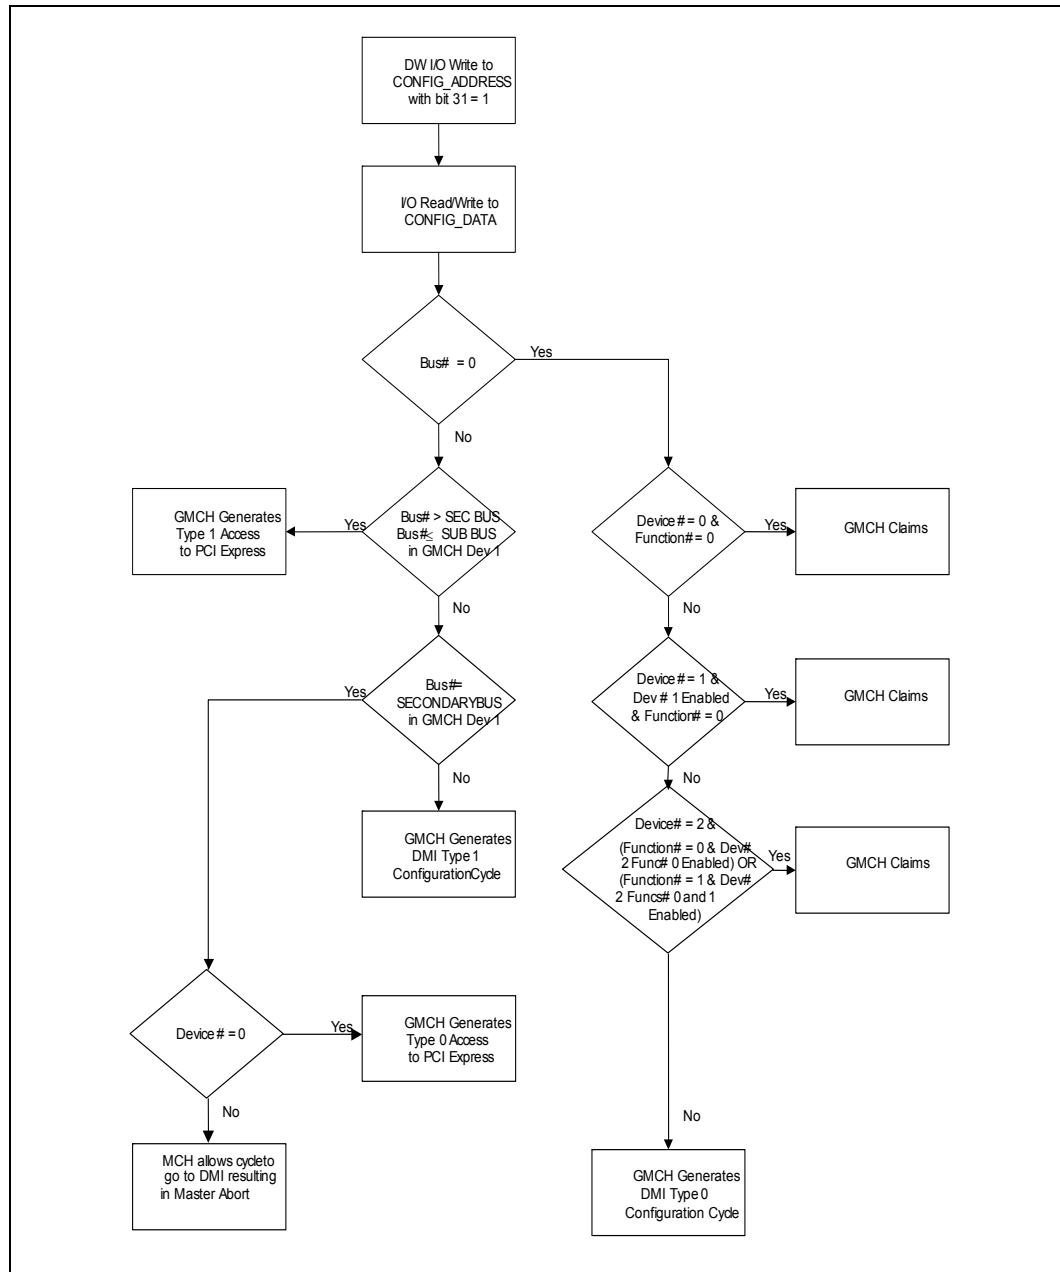 DW I/O Write to
CONFIG_ADDRESS
with bit 31 = 1
I/O Read/Write to
CONFIG_DATA
Bus# = 0
Yes
No
Bus# > SEC BUS
Bus# ≤ SUB BUS
in GMCH Dev 1
Yes
GMCH Generates
Type 1 Access
to PCI Express
No
Device # = 0 &
Function# = 0
Yes
GMCH Claims
No
Bus#=
SECONDARYBUS
in GMCH Dev 1
Yes
No
Device# = 1 &
Dev # 1 Enabled
& Function# = 0
Yes
GMCH Claims
No
GMCH Generates
DMI Type 1
Configuration Cycle
Device# = 2 &
(Function# = 0 & Dev#
2 Func# 0 Enabled) OR
(Function# = 1 & Dev#
2 Funcs# 0 and 1
Enabled)
Yes
GMCH Claims
No
Device # = 0
Yes
GMCH Generates
Type 0 Access
to PCI Express
No
MCH allows cycle to
go to DMI resulting
in Master Abort
GMCH Generates
DMI Type 0
Configuration Cycle